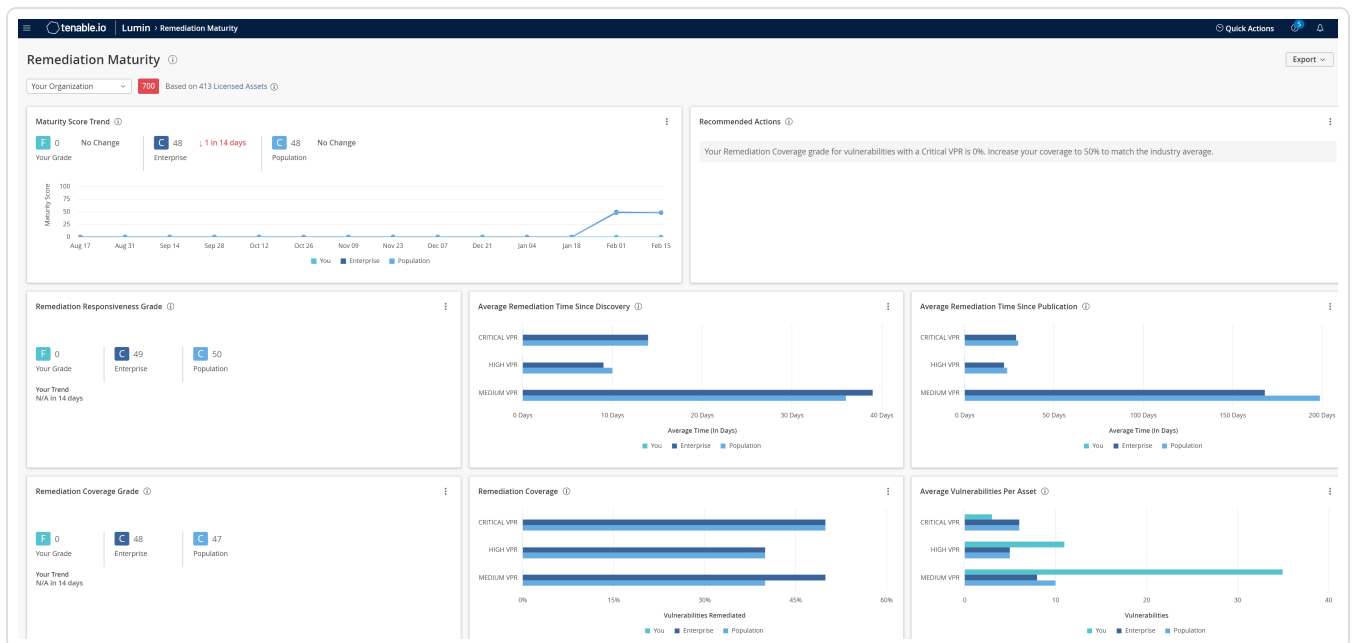 tenable.io Lumin > Remediation Maturity Quick Actions 5
Remediation Maturity
Export
Your Organization 700 Based on 413 Licensed Assets
Maturity Score Trend
F 0 No Change C 48 ↓ 1 in 14 days C 48 No Change
Your Grade Enterprise Population
Maturity Score
100
75
50
25
0
Aug 17 Aug 31 Sep 14 Sep 28 Oct 12 Oct 26 Nov 09 Nov 23 Dec 07 Dec 21 Jan 04 Jan 18 Feb 01 Feb 15
You Enterprise Population
Recommended Actions
Your Remediation Coverage grade for vulnerabilities with a Critical VPR is 0%. Increase your coverage to 50% to match the industry average.
Remediation Responsiveness Grade
F 0 C 49 C 50
Your Grade Enterprise Population
Your Trend
N/A in 14 days
Average Remediation Time Since Discovery
CRITICAL VPR
HIGH VPR
MEDIUM VPR
0 Days 10 Days 20 Days 30 Days 40 Days
Average Time (In Days)
You Enterprise Population
Average Remediation Time Since Publication
CRITICAL VPR
HIGH VPR
MEDIUM VPR
0 Days 50 Days 100 Days 150 Days 200 Days
Average Time (In Days)
You Enterprise Population
Remediation Coverage Grade
F 0 C 48 C 47
Your Grade Enterprise Population
Your Trend
N/A in 14 days
Remediation Coverage
CRITICAL VPR
HIGH VPR
MEDIUM VPR
0% 15% 30% 45% 60%
Vulnerabilities Remediated
You Enterprise Population
Average Vulnerabilities Per Asset
CRITICAL VPR
HIGH VPR
MEDIUM VPR
0 10 20 30 40
Vulnerabilities
You Enterprise Population